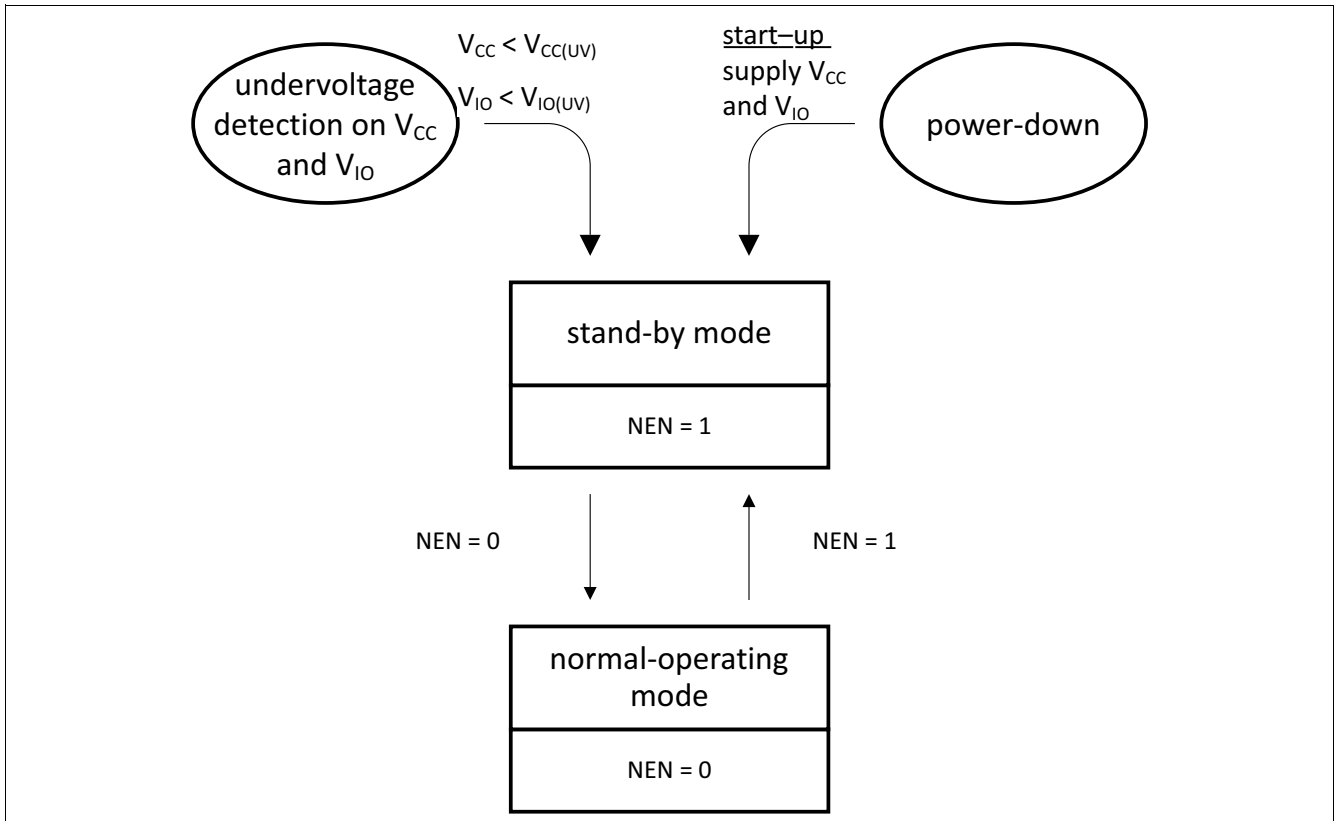 undervoltage
detection on VCC
and VIO
VCC < VCC(UV)
VIO < VIO(UV)
start–up
supply VCC
and VIO
power-down
stand-by mode
NEN = 1
NEN = 0
NEN = 1
normal-operating
mode
NEN = 0